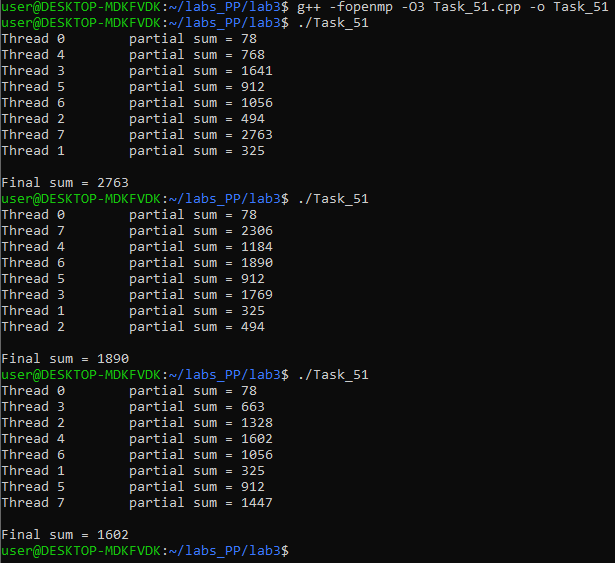 user@DESKTOP-MDKFVDK:~/labs_PP/lab3$ g++ -fopenmp -O3 Task_51.cpp -o Task_51
user@DESKTOP-MDKFVDK:~/labs_PP/lab3$ ./Task_51
Thread 0        partial sum = 78
Thread 4        partial sum = 768
Thread 3        partial sum = 1641
Thread 5        partial sum = 912
Thread 6        partial sum = 1056
Thread 2        partial sum = 494
Thread 7        partial sum = 2763
Thread 1        partial sum = 325
Final sum = 2763
user@DESKTOP-MDKFVDK:~/labs_PP/lab3$ ./Task_51
Thread 0        partial sum = 78
Thread 7        partial sum = 2306
Thread 4        partial sum = 1184
Thread 6        partial sum = 1890
Thread 5        partial sum = 912
Thread 3        partial sum = 1769
Thread 1        partial sum = 325
Thread 2        partial sum = 494
Final sum = 1890
user@DESKTOP-MDKFVDK:~/labs_PP/lab3$ ./Task_51
Thread 0        partial sum = 78
Thread 3        partial sum = 663
Thread 2        partial sum = 1328
Thread 4        partial sum = 1602
Thread 6        partial sum = 1056
Thread 1        partial sum = 325
Thread 5        partial sum = 912
Thread 7        partial sum = 1447
Final sum = 1602
user@DESKTOP-MDKFVDK:~/labs_PP/lab3$